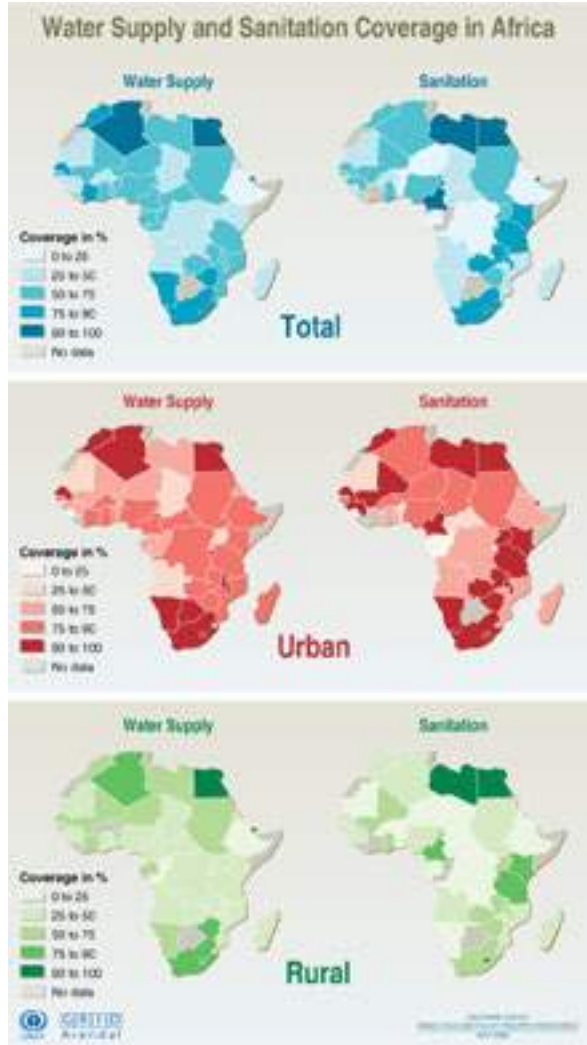 Water Supply and Sanitation Coverage in Africa
Water Supply
Sanitation
Coverage in %
0 to 25
25 to 50
50 to 75
75 to 90
90 to 100
No data
Total
Water Supply
Sanitation
Coverage in %
0 to 25
25 to 50
50 to 75
75 to 90
90 to 100
No data
Urban
Water Supply
Sanitation
Coverage in %
0 to 25
25 to 50
50 to 75
75 to 90
90 to 100
No data
Rural
UNEP
GRID
Arendal